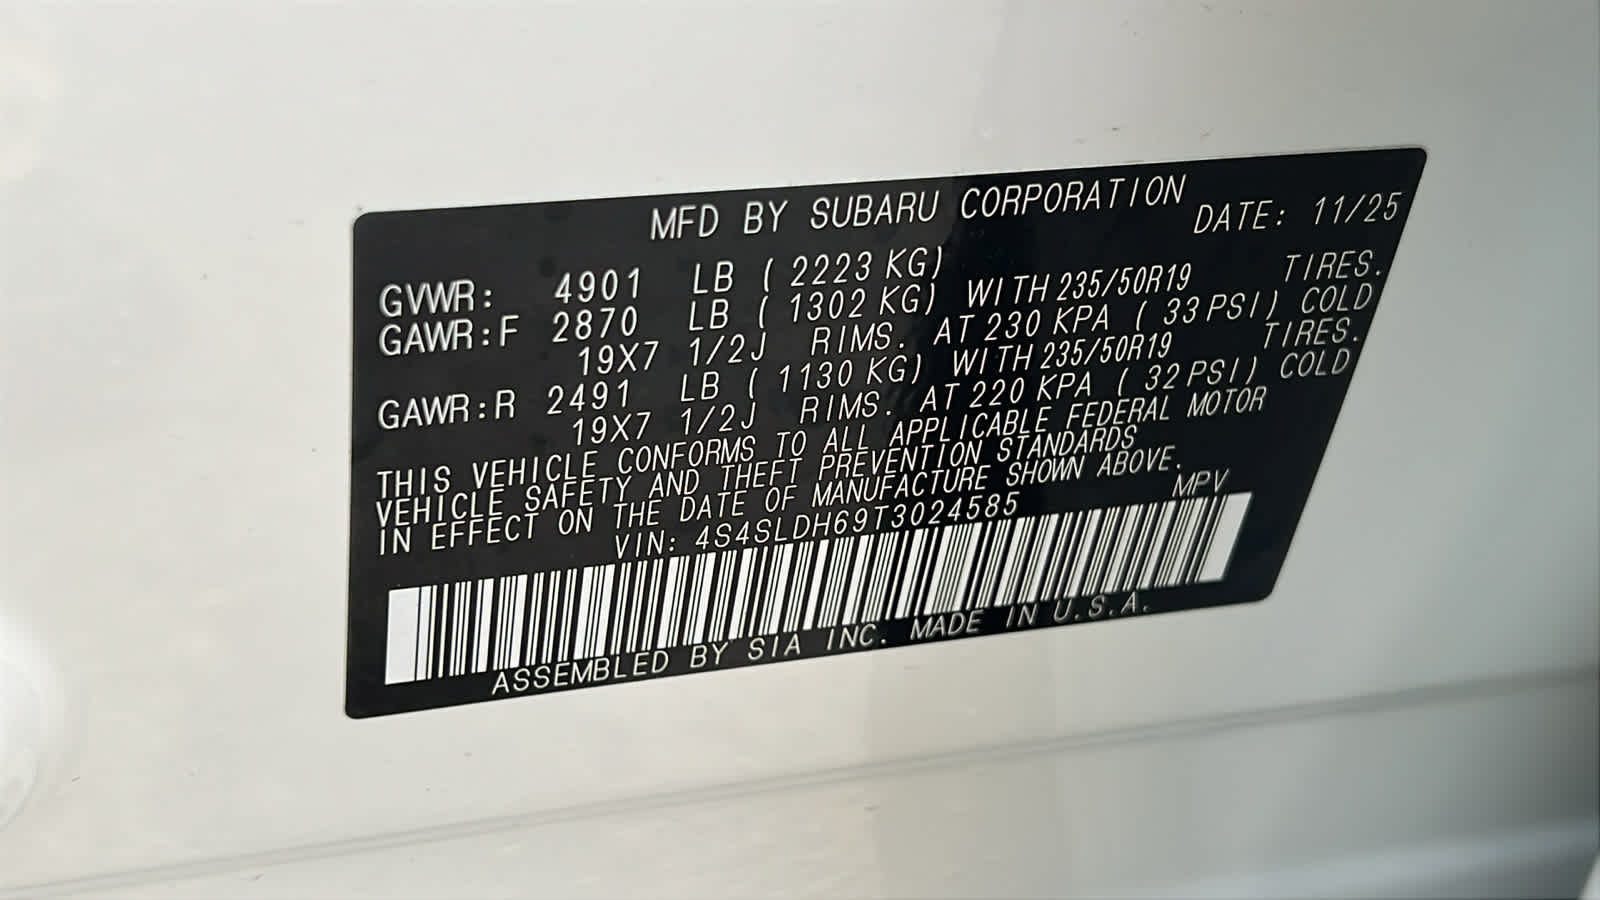 MFD BY SUBARU CORPORATION DATE: 11/25
GVWR: 4901 LB ( 2223 KG)
GAWR:F 2870 LB ( 1302 KG) WITH 235/50R19 TIRES.
19X7 1/2J RIMS. AT 230 KPA ( 33 PSI) COLD
GAWR:R 2491 LB ( 1130 KG) WITH 235/50R19 TIRES.
19X7 1/2J RIMS. AT 220 KPA ( 32 PSI) COLD
THIS VEHICLE CONFORMS TO ALL APPLICABLE FEDERAL MOTOR
VEHICLE SAFETY AND THEFT PREVENTION STANDARDS
IN EFFECT ON THE DATE OF MANUFACTURE SHOWN ABOVE.
VIN: 4S4SLDH69T3024585 MPV
ASSEMBLED BY SIA INC. MADE IN U.S.A.